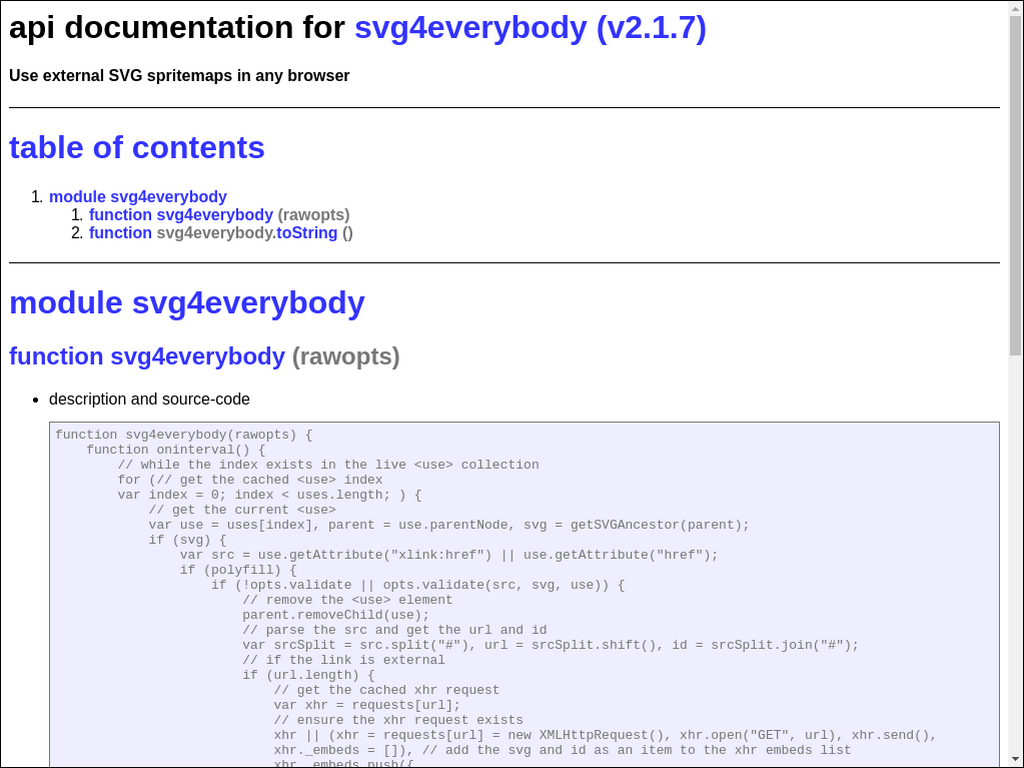 api documentation for svg4everybody (v2.1.7)
Use external SVG spritemaps in any browser
table of contents
1. module svg4everybody
1. function svg4everybody (rawopts)
2. function svg4everybody.toString ()
module svg4everybody
function svg4everybody (rawopts)
• description and source-code
function svg4everybody(rawopts) {
    function oninterval() {
        // while the index exists in the live <use> collection
        for (// get the cached <use> index
        var index = 0; index < uses.length; ) {
            // get the current <use>
            var use = uses[index], parent = use.parentNode, svg = getSVGAncestor(parent);
            if (svg) {
                var src = use.getAttribute("xlink:href") || use.getAttribute("href");
                if (polyfill) {
                    if (!opts.validate || opts.validate(src, svg, use)) {
                        // remove the <use> element
                        parent.removeChild(use);
                        // parse the src and get the url and id
                        var srcSplit = src.split("#"), url = srcSplit.shift(), id = srcSplit.join("#");
                        // if the link is external
                        if (url.length) {
                            // get the cached xhr request
                            var xhr = requests[url];
                            // ensure the xhr request exists
                            xhr || (xhr = requests[url] = new XMLHttpRequest(), xhr.open("GET", url), xhr.send(),
                            xhr._embeds = []), // add the svg and id as an item to the xhr embeds list
                            xhr._embeds.push({